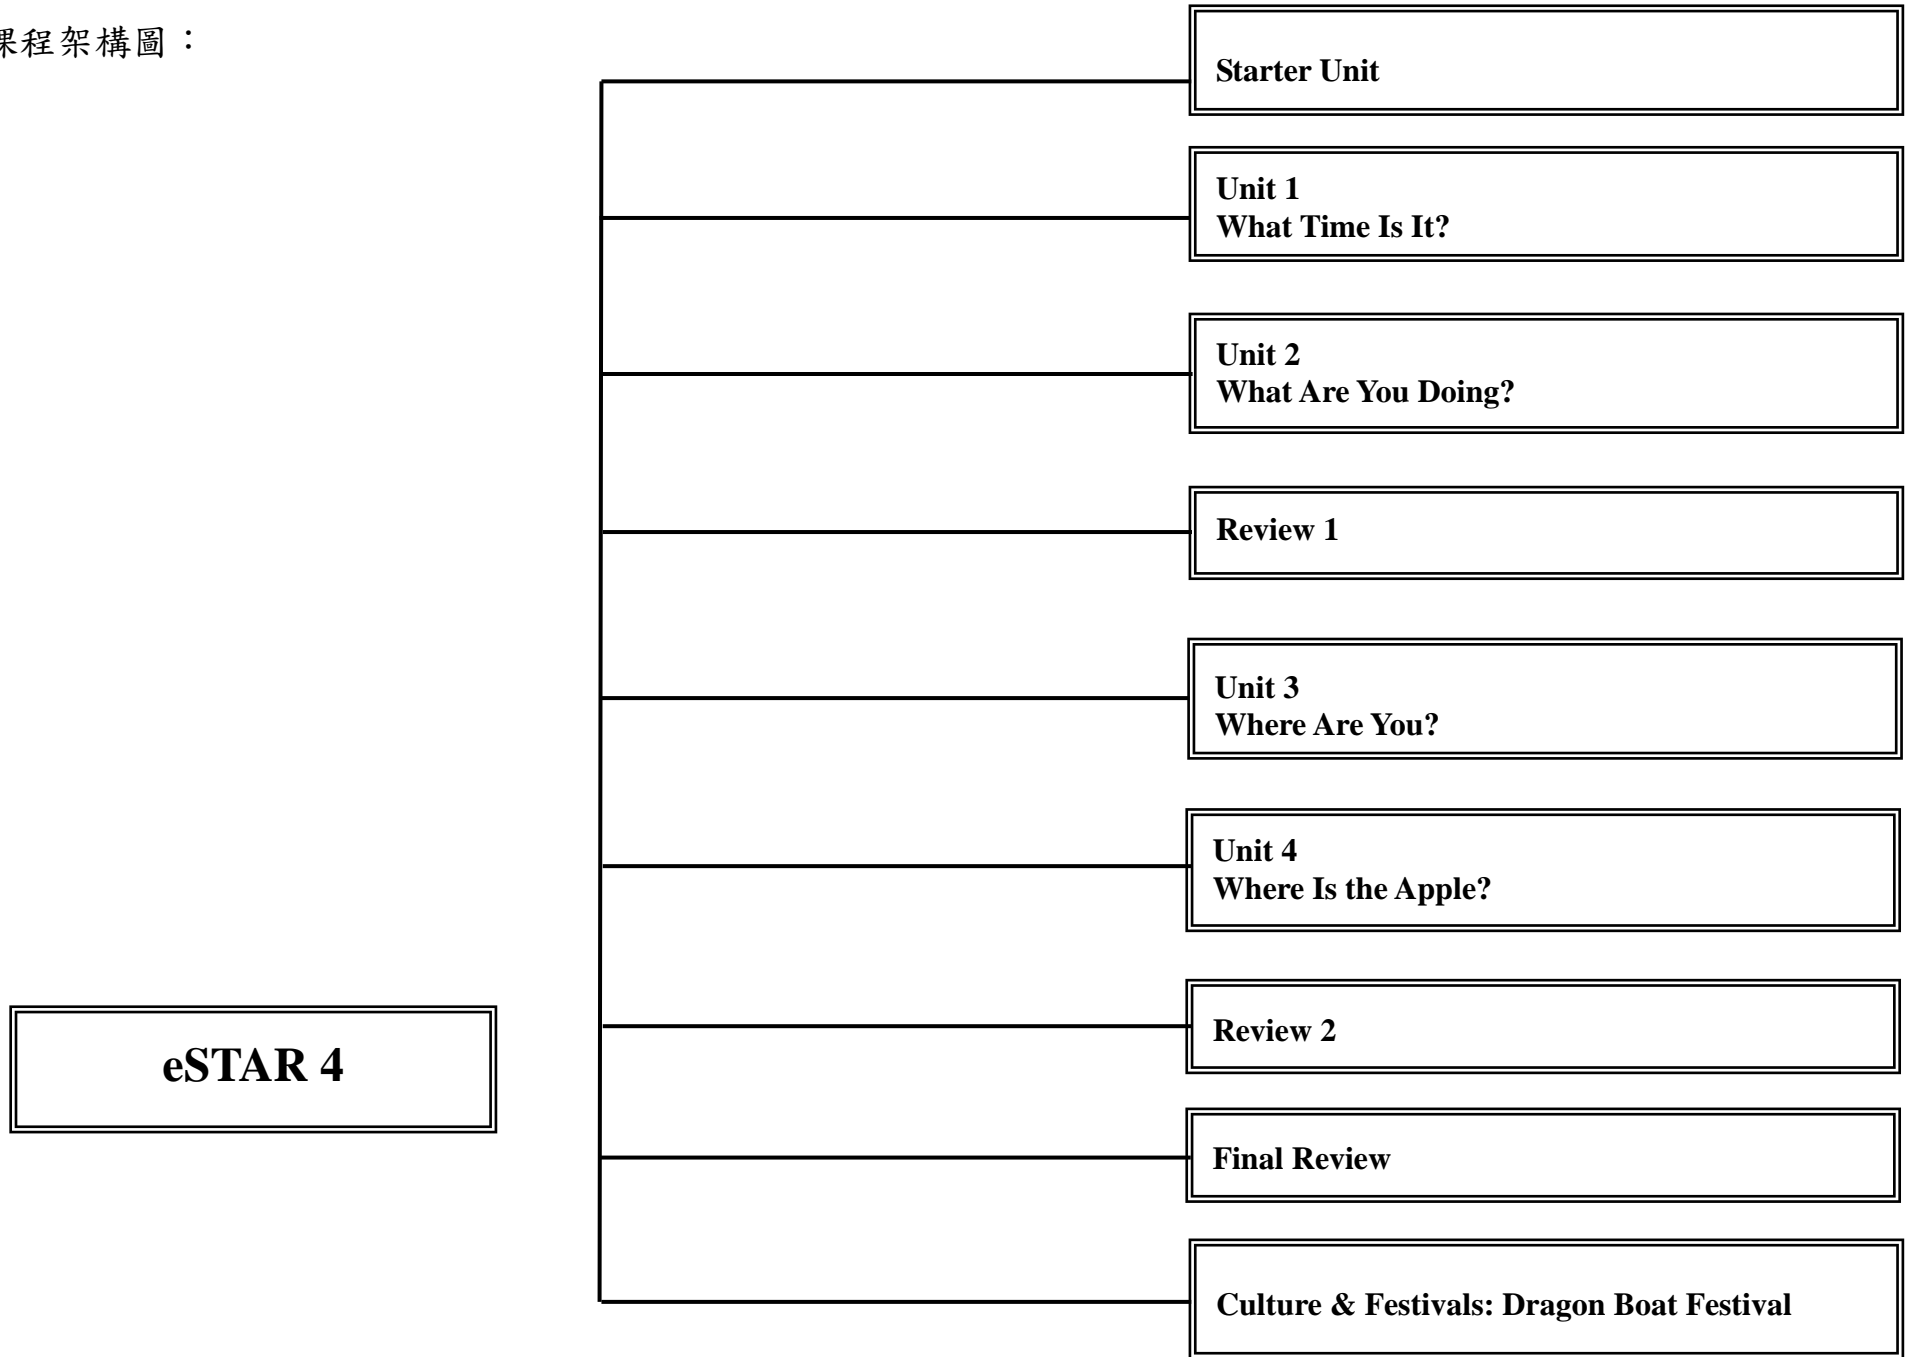 課程架構圖：
Starter Unit
Unit 1
What Time Is It?
Unit 2
What Are You Doing?
Review 1
Unit 3
Where Are You?
Unit 4
Where Is the Apple?
Review 2
eSTAR 4
Final Review
Culture & Festivals: Dragon Boat Festival